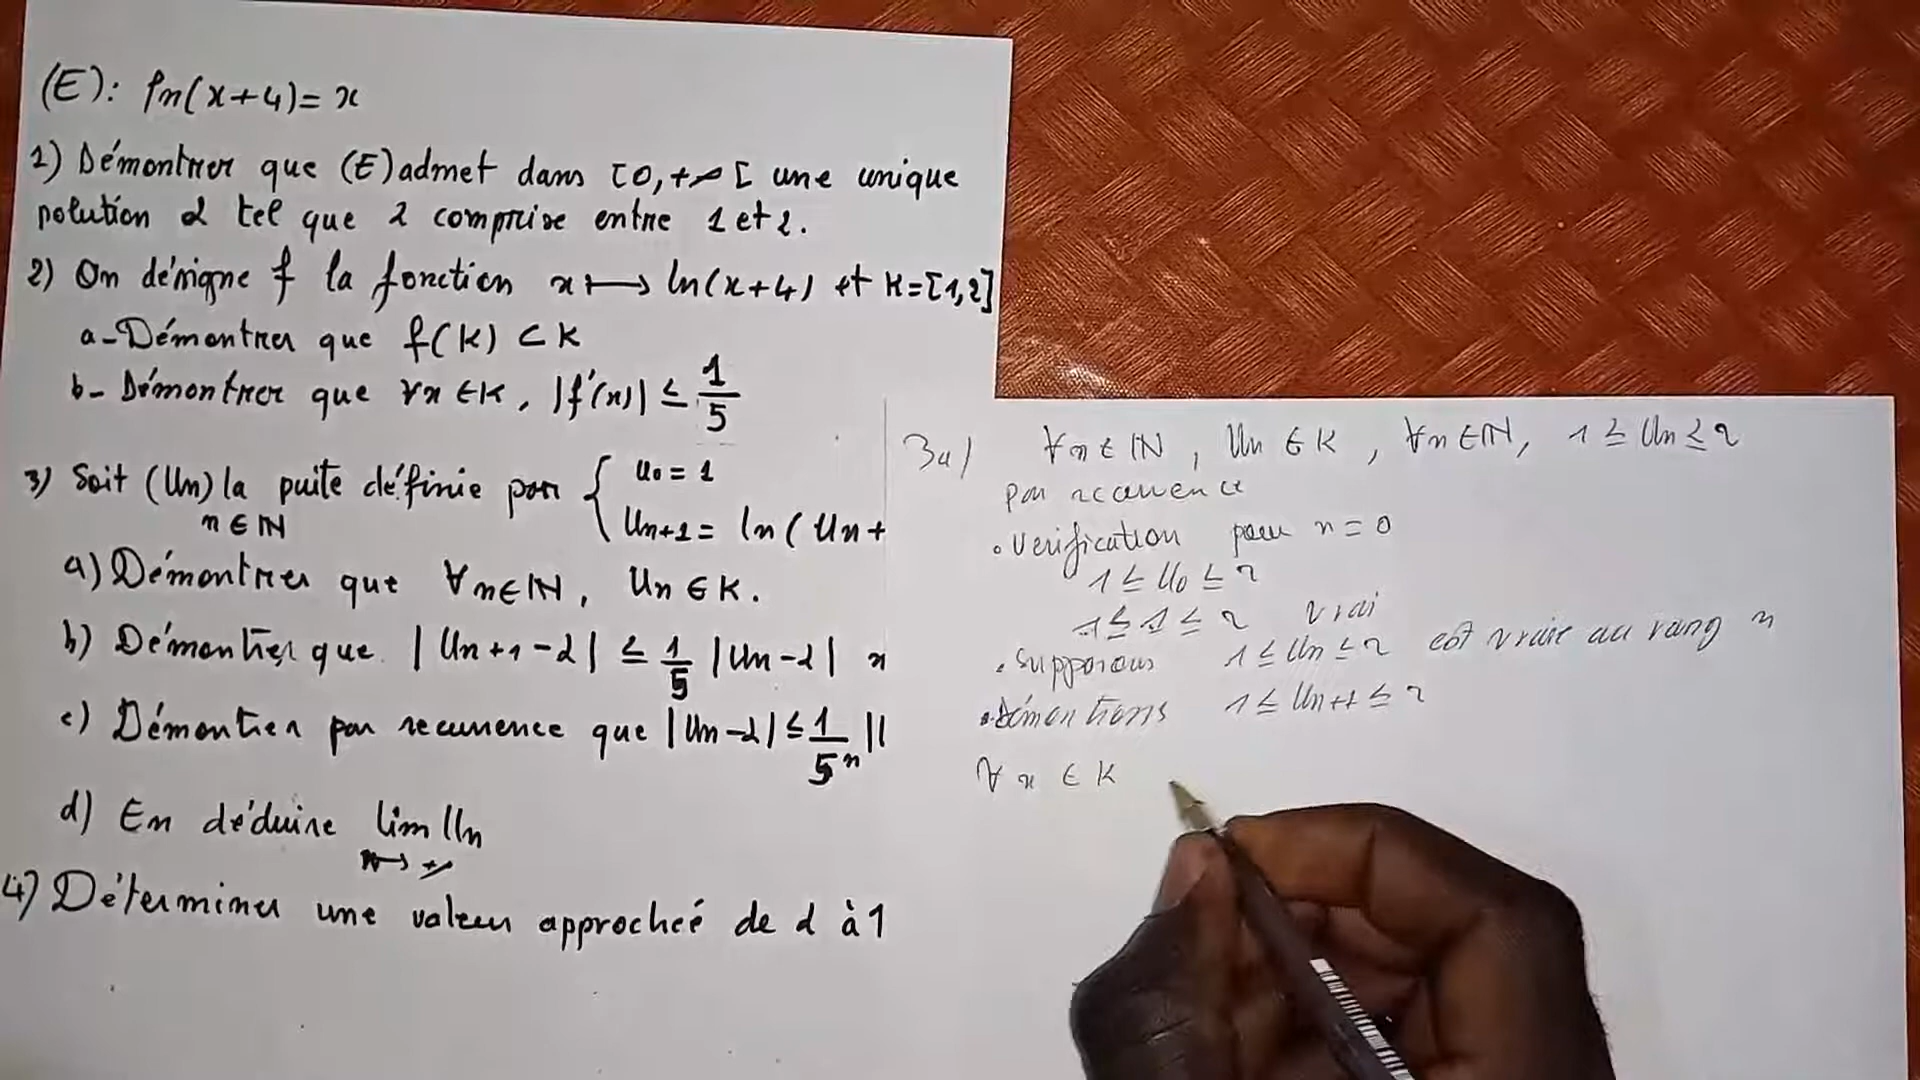 (E): ln(x+4)= x
1) Démontrer que (E) admet dans [0,+∞[ une unique
solution α tel que α comprise entre 1 et 2.
2) On désigne f la fonction x ⟼ ln(x+4) et K=[1,2]
a-Démontrer que f(K) ⊂ K
b- Démontrer que ∀x ∈ K, |f'(x)| ≤ 1/5
3) Soit (Un) n∈ℕ la suite définie par { u0 = 1
Un+1 = ln( Un +
a) Démontrer que ∀n∈ℕ, Un ∈ K.
b) Démontrer que |Un+1-α| ≤ 1/5 |Un-α| n
c) Démontrer par recurrence que |Un-α| ≤ 1/5ⁿ |
d) En déduire lim Un
n→+∞
4) Déterminer une valeur approcheé de α à 1
3a) ∀n∈ℕ, Un ∈ K, ∀n∈ℕ, 1 ≤ Un ≤ 2
par recurrence
• verification pour n=0
1 ≤ U0 ≤ 2
1 ≤ 1 ≤ 2 vrai
• Supposons 1 ≤ Un ≤ 2 est vraie au rang n
• démontrons 1 ≤ Un+1 ≤ 2
∀ x ∈ K